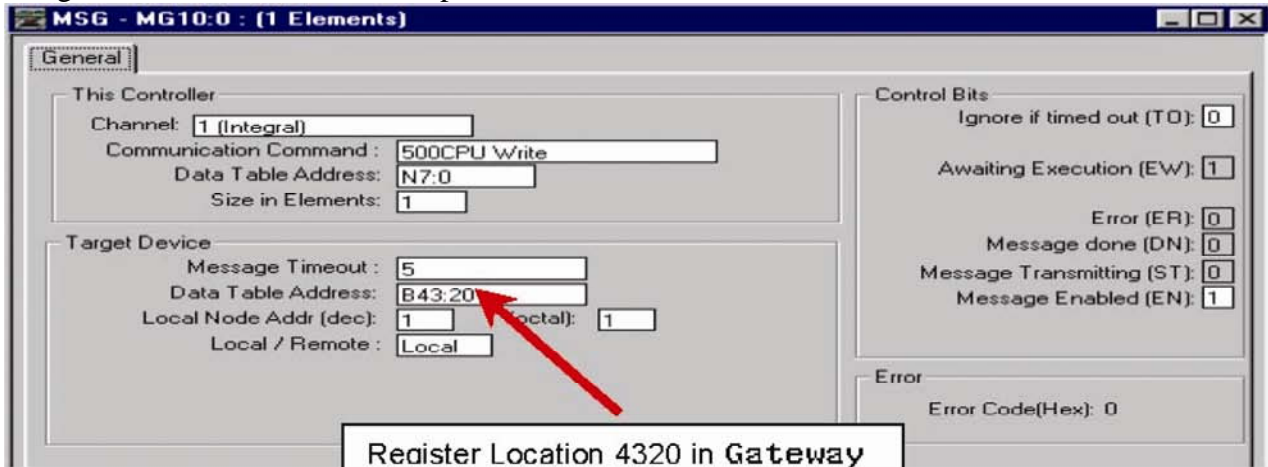 MSG - MG10:0 : (1 Elements)
General
This Controller
Channel: 1 (Integral)
Communication Command : 500CPU Write
Data Table Address: N7:0
Size in Elements: 1
Target Device
Message Timeout : 5
Data Table Address: B43:20
Local Node Addr (dec): 1 (octal): 1
Local / Remote : Local
Control Bits
Ignore if timed out (TO): 0
Awaiting Execution (EW): 1
Error (ER): 0
Message done (DN): 0
Message Transmitting (ST): 0
Message Enabled (EN): 1
Error
Error Code(Hex): 0
Register Location 4320 in Gateway